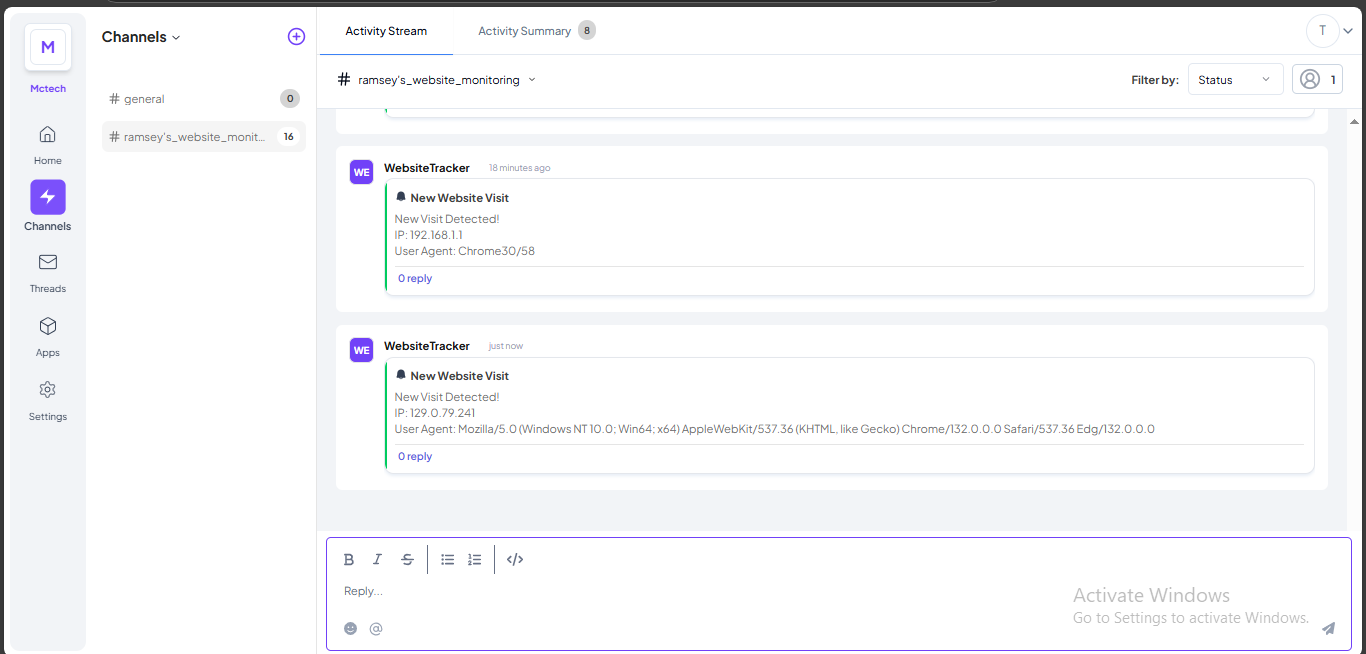 M
Mctech
Home
Channels
Threads
Apps
Settings
Channels
# general 0
# ramsey's_website_monit... 16
Activity Stream
Activity Summary 8
T
# ramsey's_website_monitoring
Filter by:
Status
1
WE
WebsiteTracker 18 minutes ago
New Website Visit
New Visit Detected!
IP: 192.168.1.1
User Agent: Chrome30/58
0 reply
WE
WebsiteTracker just now
New Website Visit
New Visit Detected!
IP: 129.0.79.241
User Agent: Mozilla/5.0 (Windows NT 10.0; Win64; x64) AppleWebKit/537.36 (KHTML, like Gecko) Chrome/132.0.0.0 Safari/537.36 Edg/132.0.0.0
0 reply
B I S </>
Reply...
@
Activate Windows
Go to Settings to activate Windows.